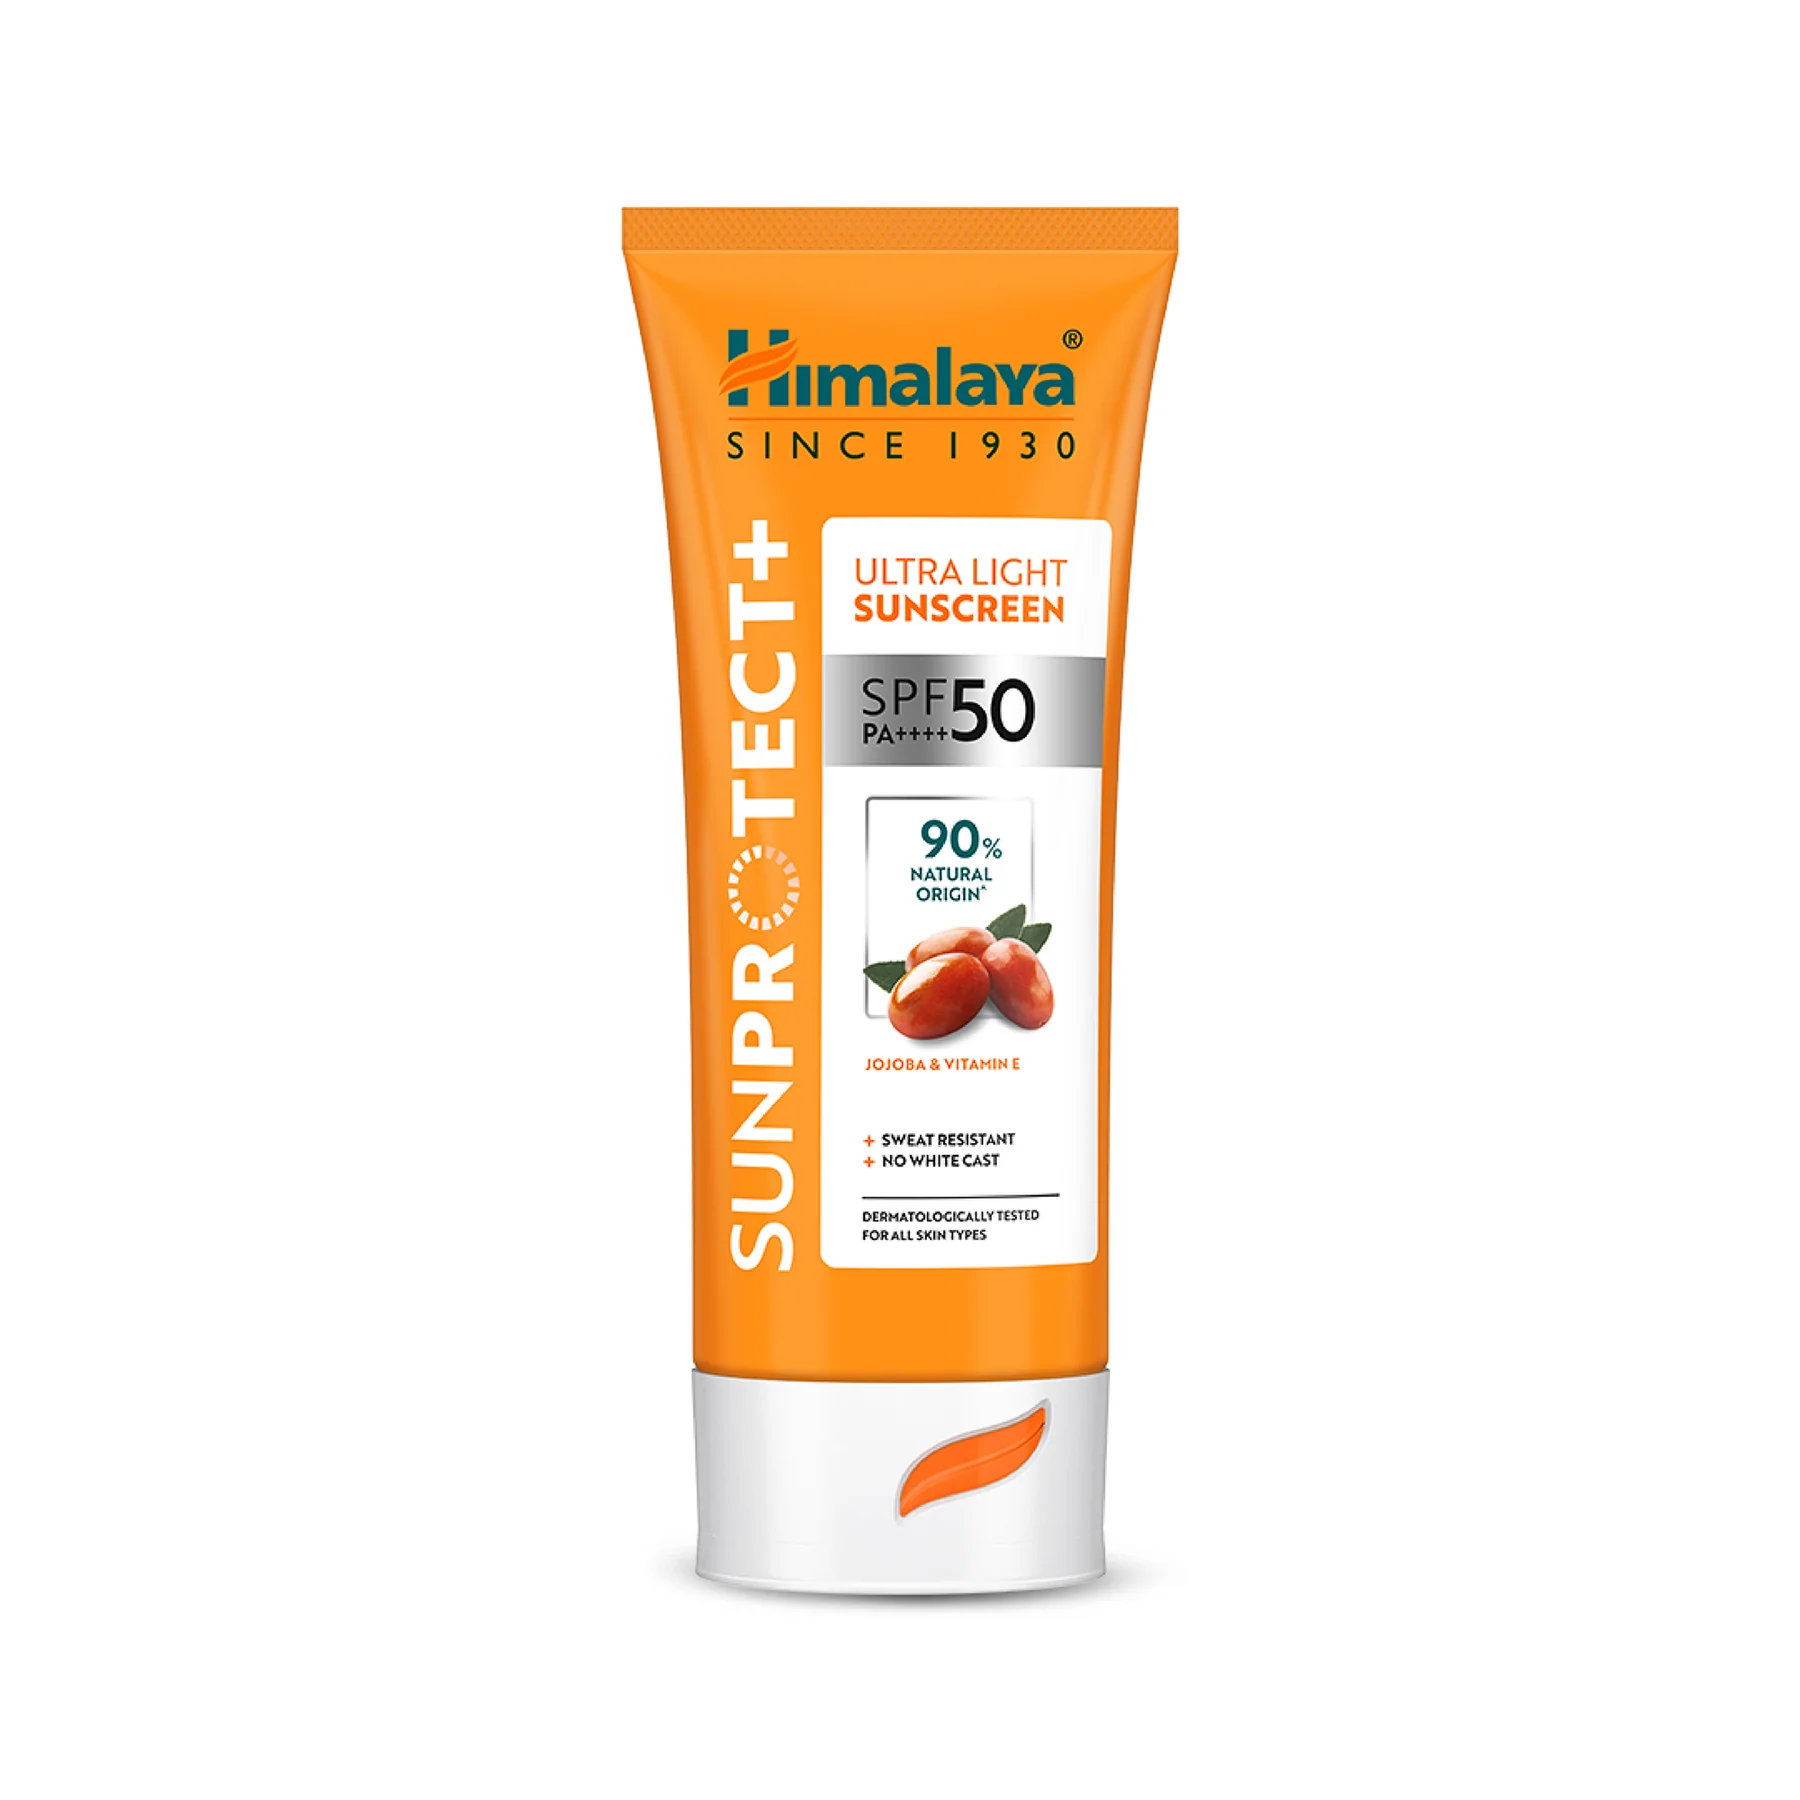 Himalaya®
SINCE 1930
SUNPROTECT+
ULTRA LIGHT
SUNSCREEN
SPF 50
PA++++
90%
NATURAL
ORIGIN^
JOJOBA & VITAMIN E
+ SWEAT RESISTANT
+ NO WHITE CAST
DERMATOLOGICALLY TESTED
FOR ALL SKIN TYPES